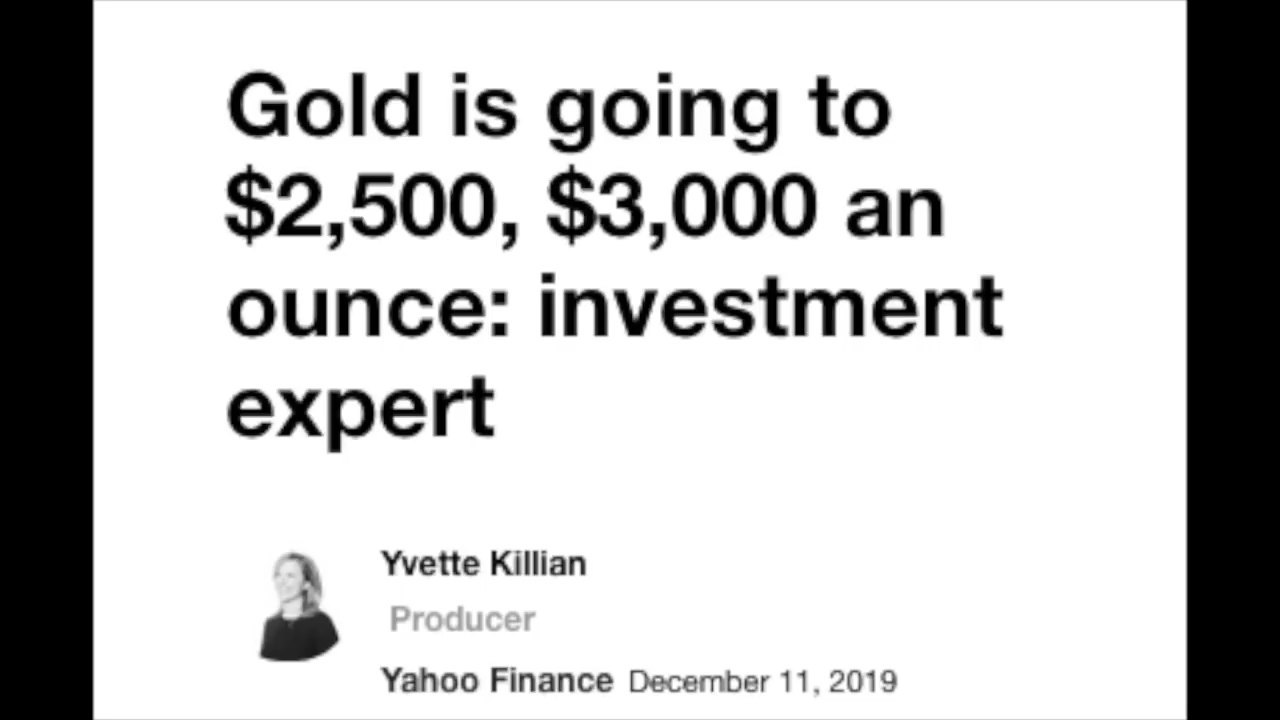 Gold is going to
$2,500, $3,000 an
ounce: investment
expert
Yvette Killian
Producer
Yahoo Finance December 11, 2019